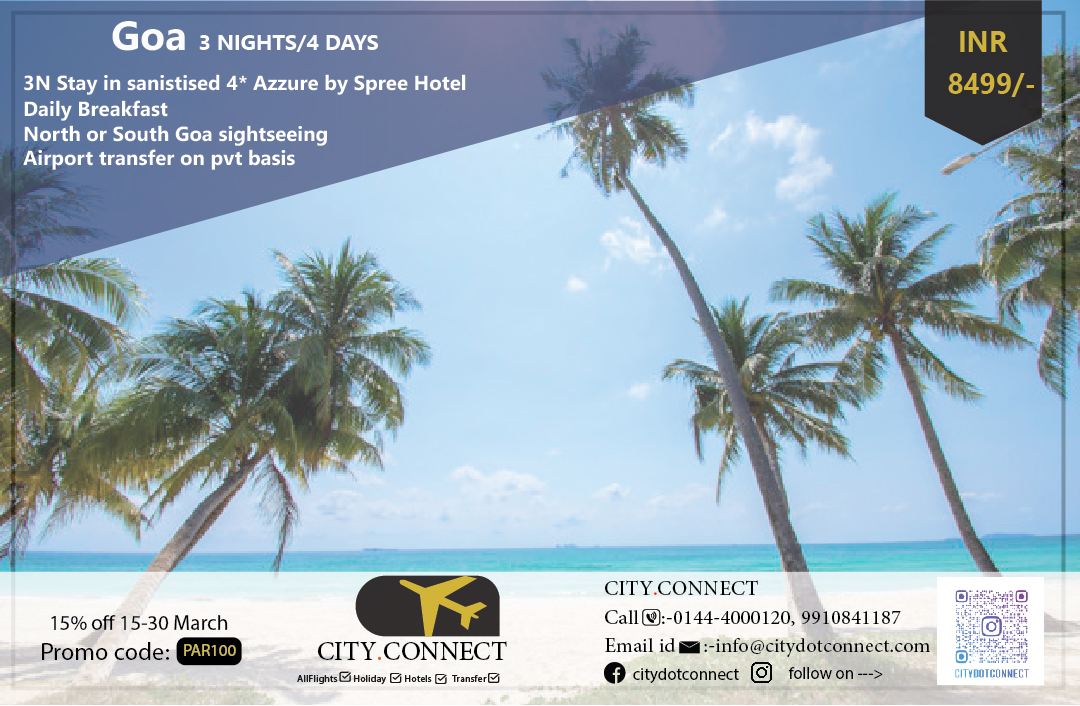 Goa 3 NIGHTS/4 DAYS
INR
8499/-
3N Stay in sanistised 4* Azzure by Spree Hotel
Daily Breakfast
North or South Goa sightseeing
Airport transfer on pvt basis
15% off 15-30 March
Promo code: PAR100
CITY.CONNECT
AllFlights Holiday Hotels Transfer
CITY.CONNECT
Call :-0144-4000120, 9910841187
Email id :-info@citydotconnect.com
citydotconnect follow on --->
CITYDOTCONNECT